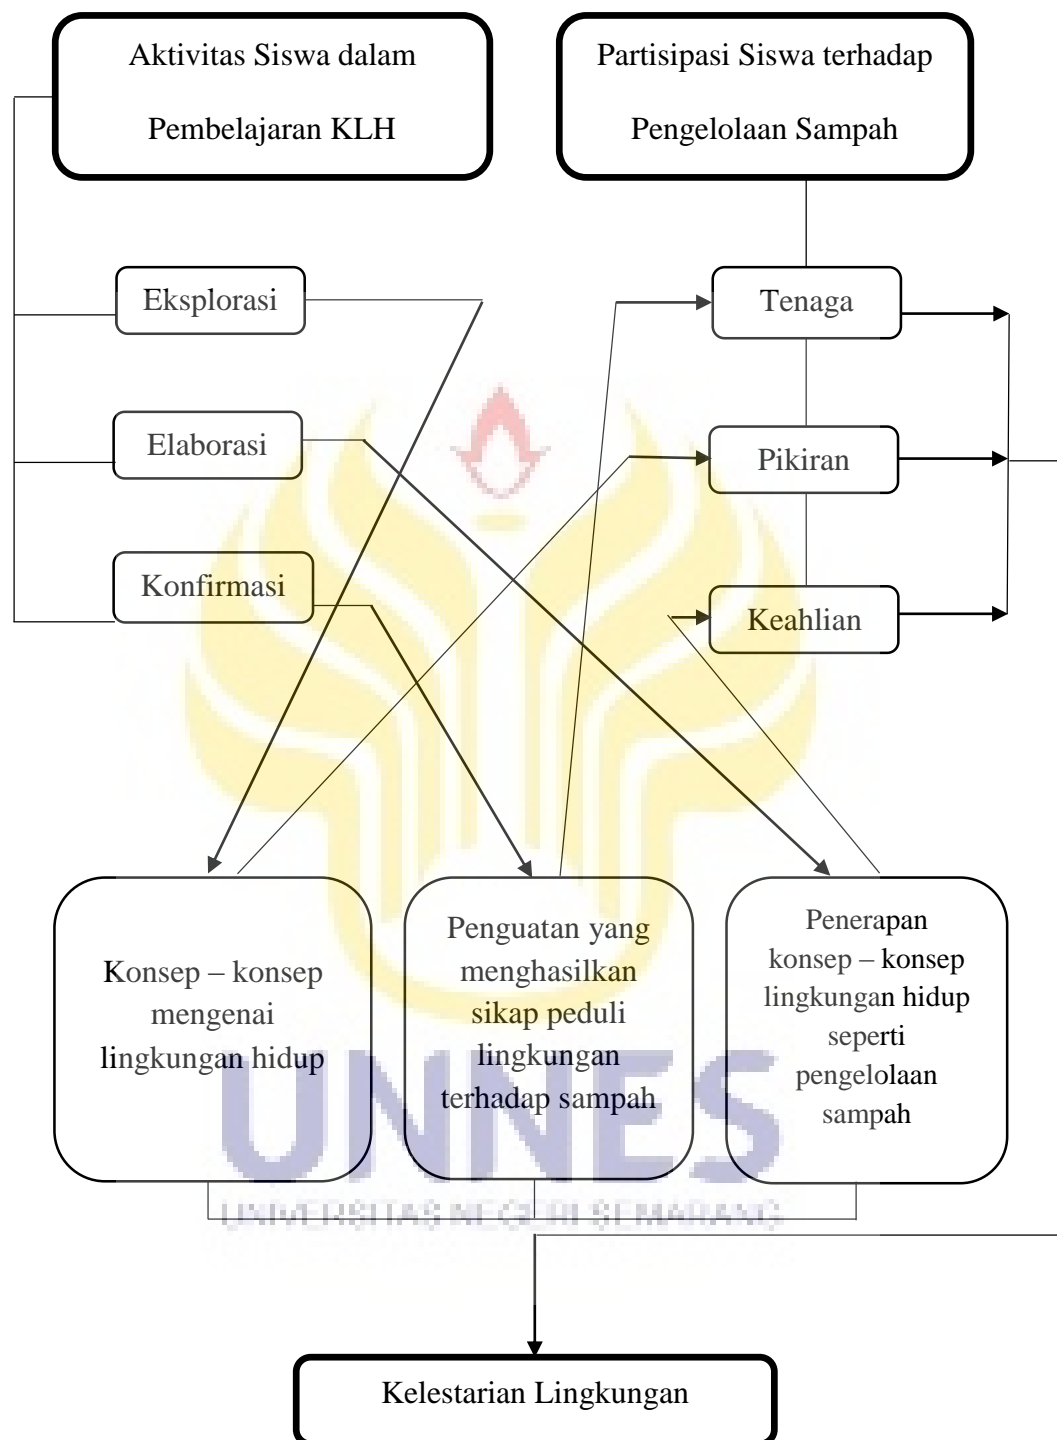 Aktivitas Siswa dalam
Pembelajaran KLH
Partisipasi Siswa terhadap
Pengelolaan Sampah
Eksplorasi
Tenaga
Elaborasi
Pikiran
Konfirmasi
Keahlian
Konsep – konsep
mengenai
lingkungan hidup
Penguatan yang
menghasilkan
sikap peduli
lingkungan
terhadap sampah
Penerapan
konsep – konsep
lingkungan hidup
seperti
pengelolaan
sampah
UNNES
UNIVERSITAS NEGERI SEMARANG
Kelestarian Lingkungan